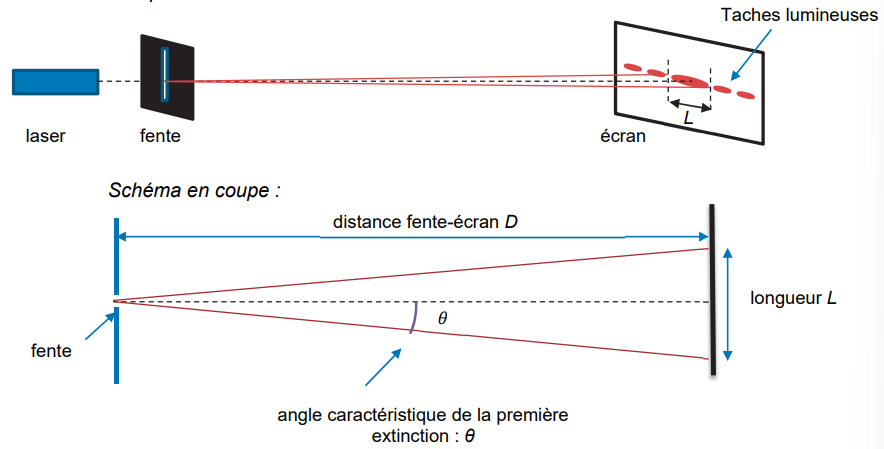 Taches lumineuses
laser
fente
écran
L
Schéma en coupe :
distance fente-écran D
θ
longueur L
fente
angle caractéristique de la première
extinction : θ